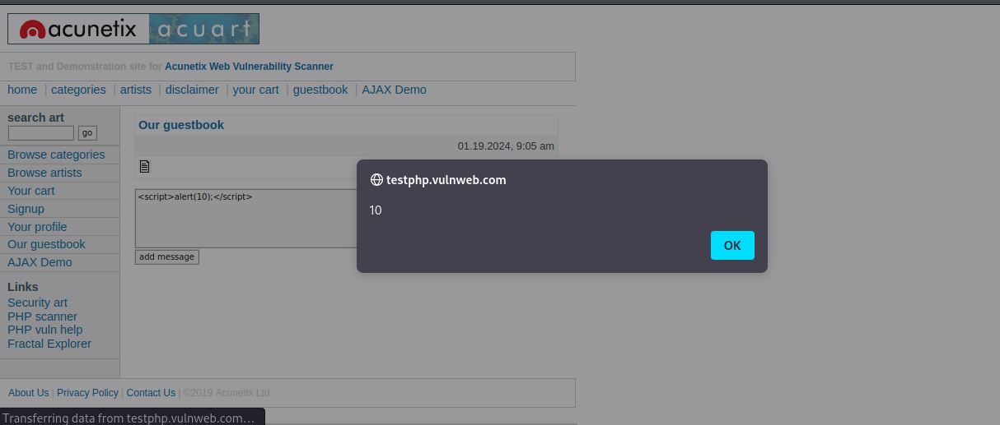 acunetix acuart
TEST and Demonstration site for Acunetix Web Vulnerability Scanner
home | categories | artists | disclaimer | your cart | guestbook | AJAX Demo
search art
go
Browse categories
Browse artists
Your cart
Signup
Your profile
Our guestbook
AJAX Demo
Links
Security art
PHP scanner
PHP vuln help
Fractal Explorer
Our guestbook
01.19.2024, 9:05 am
<script>alert(10);</script>
add message
testphp.vulnweb.com
10
OK
About Us | Privacy Policy | Contact Us | ©2019 Acunetix Ltd
Transferring data from testphp.vulnweb.com…